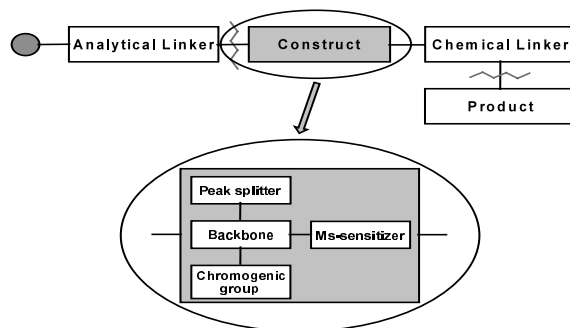 Analytical Linker
Construct
Chemical Linker
Product
Peak splitter
Backbone
Ms-sensitizer
Chromogenic
group